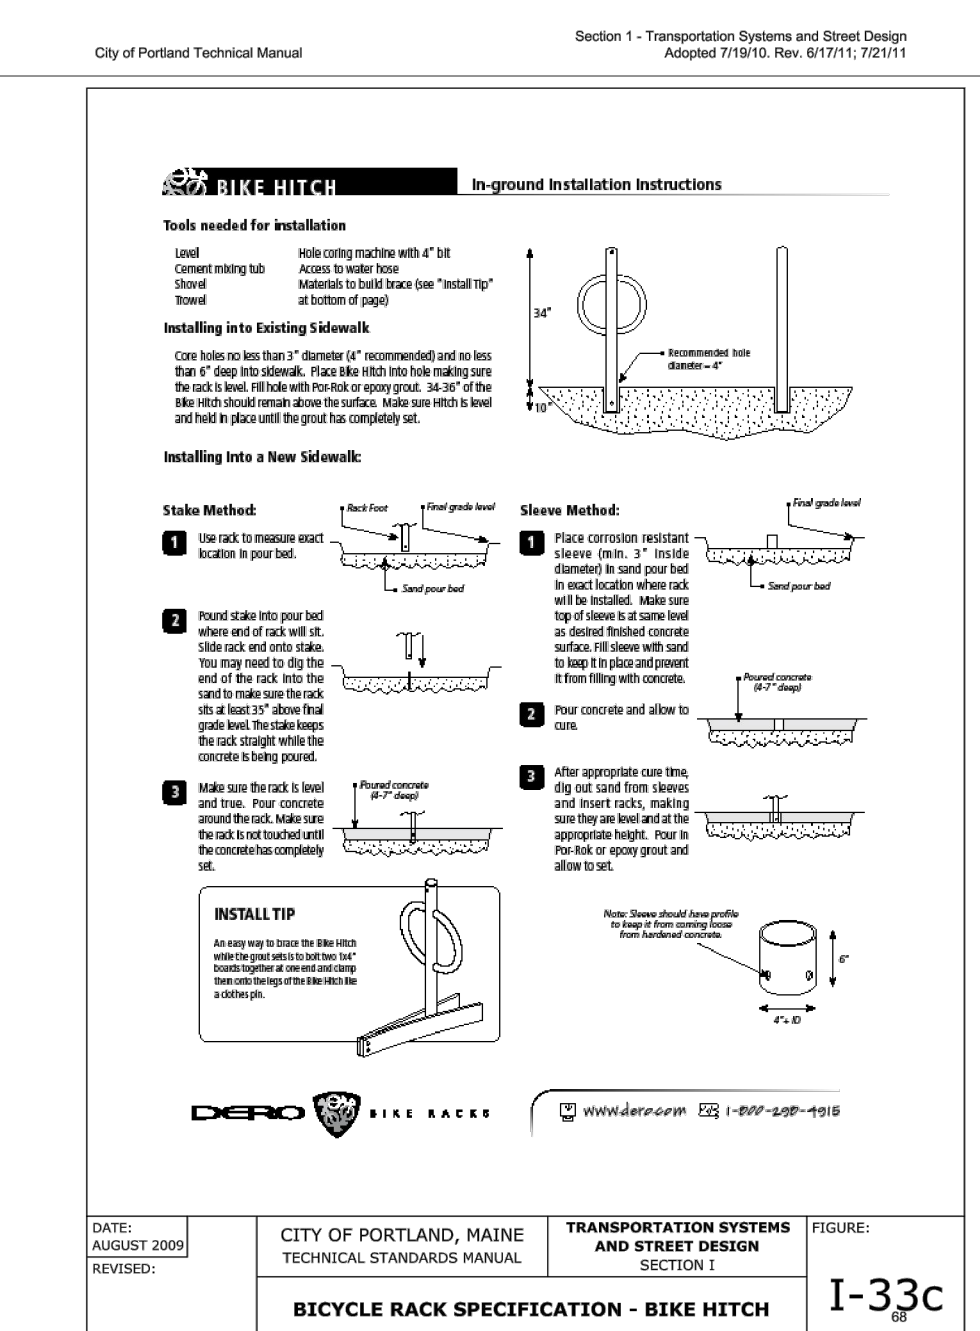 Section 1 - Transportation Systems and Street Design
City of Portland Technical Manual
Adopted 7/19/10. Rev. 6/17/11; 7/21/11
BIKE HITCH
In-ground Installation Instructions
Tools needed for installation
Level
Cement mixing tub
Shovel
Trowel
Hole coring machine with 4" bit
Access to water hose
Materials to build brace (see "Install Tip"
at bottom of page)
Installing into Existing Sidewalk
Core holes no less than 3" diameter (4" recommended) and no less
than 6" deep into sidewalk. Place Bike Hitch into hole making sure
the rack is level. Fill hole with Por-Rok or epoxy grout. 34-36" of the
Bike Hitch should remain above the surface. Make sure Hitch is level
and held in place until the grout has completely set.
34"
10"
Recommended hole
diameter = 4"
Installing Into a New Sidewalk:
Stake Method:
1
Use rack to measure exact
location in pour bed.
Rack Foot
Final grade level
Sand pour bed
2
Pound stake into pour bed
where end of rack will sit.
Slide rack end onto stake.
You may need to dig the
end of the rack into the
sand to make sure the rack
sits at least 35" above final
grade level. The stake keeps
the rack straight while the
concrete is being poured.
3
Make sure the rack is level
and true. Pour concrete
around the rack. Make sure
the rack is not touched until
the concrete has completely
set.
Poured concrete
(4-7" deep)
Sleeve Method:
1
Place corrosion resistant
sleeve (min. 3" inside
diameter) in sand pour bed
in exact location where rack
will be installed. Make sure
top of sleeve is at same level
as desired finished concrete
surface. Fill sleeve with sand
to keep it in place and prevent
it from filling with concrete.
Final grade level
Sand pour bed
2
Pour concrete and allow to
cure.
Poured concrete
(4-7" deep)
3
After appropriate cure time,
dig out sand from sleeves
and insert racks, making
sure they are level and at the
appropriate height. Pour in
Por-Rok or epoxy grout and
allow to set.
INSTALL TIP
An easy way to brace the Bike Hitch
while the grout sets is to bolt two 1x4"
boards together at one end and clamp
them onto the legs of the Bike Hitch like
a clothes pin.
Note: Sleeve should have profile
to keep it from coming loose
from hardened concrete.
6"
4"+ ID
DERO BIKE RACKS
www.dero.com 1-800-298-4915
DATE:
AUGUST 2009
REVISED:
CITY OF PORTLAND, MAINE
TECHNICAL STANDARDS MANUAL
TRANSPORTATION SYSTEMS
AND STREET DESIGN
SECTION I
BICYCLE RACK SPECIFICATION - BIKE HITCH
FIGURE:
I-33c
68